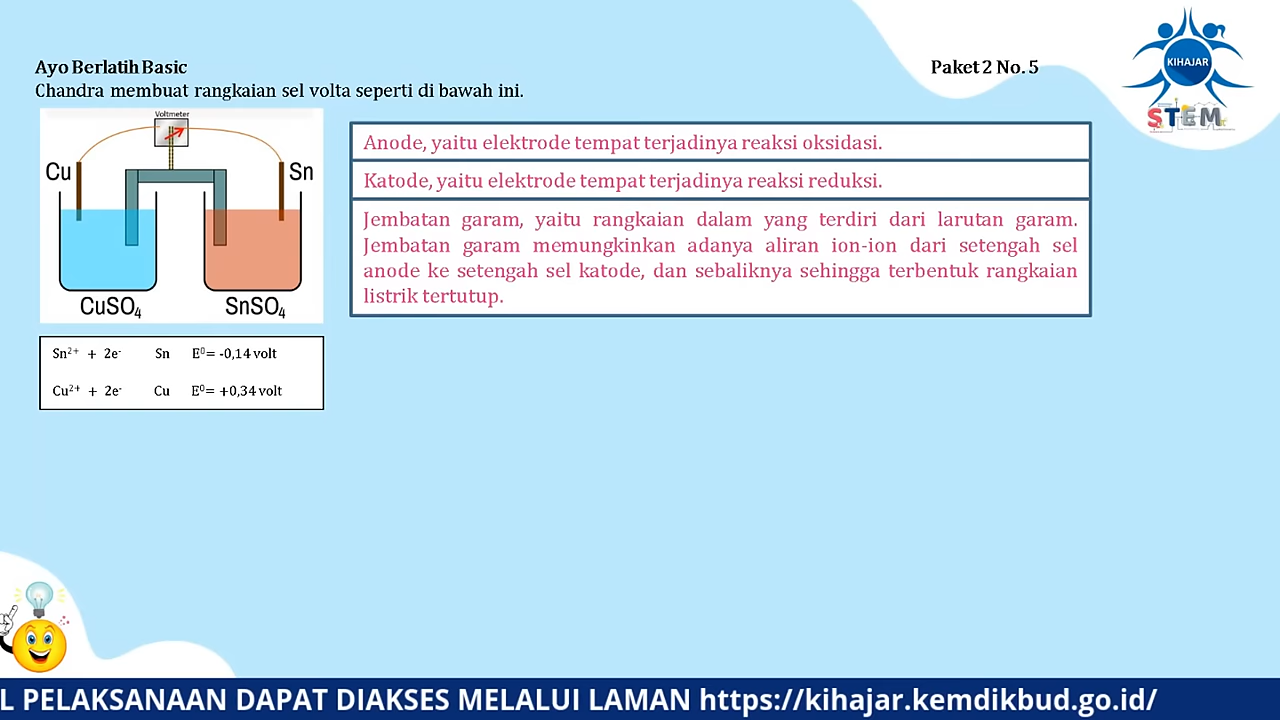 Ayo Berlatih Basic
Paket 2 No. 5
Chandra membuat rangkaian sel volta seperti di bawah ini.
KIHAJAR
STEM
Voltmeter
Cu
Sn
CuSO₄
SnSO₄
Anode, yaitu elektrode tempat terjadinya reaksi oksidasi.
Katode, yaitu elektrode tempat terjadinya reaksi reduksi.
Jembatan garam, yaitu rangkaian dalam yang terdiri dari larutan garam.
Jembatan garam memungkinkan adanya aliran ion-ion dari setengah sel
anode ke setengah sel katode, dan sebaliknya sehingga terbentuk rangkaian
listrik tertutup.
Sn²⁺ + 2e⁻ Sn E⁰= -0,14 volt
Cu²⁺ + 2e⁻ Cu E⁰= +0,34 volt
L PELAKSANAAN DAPAT DIAKSES MELALUI LAMAN https://kihajar.kemdikbud.go.id/